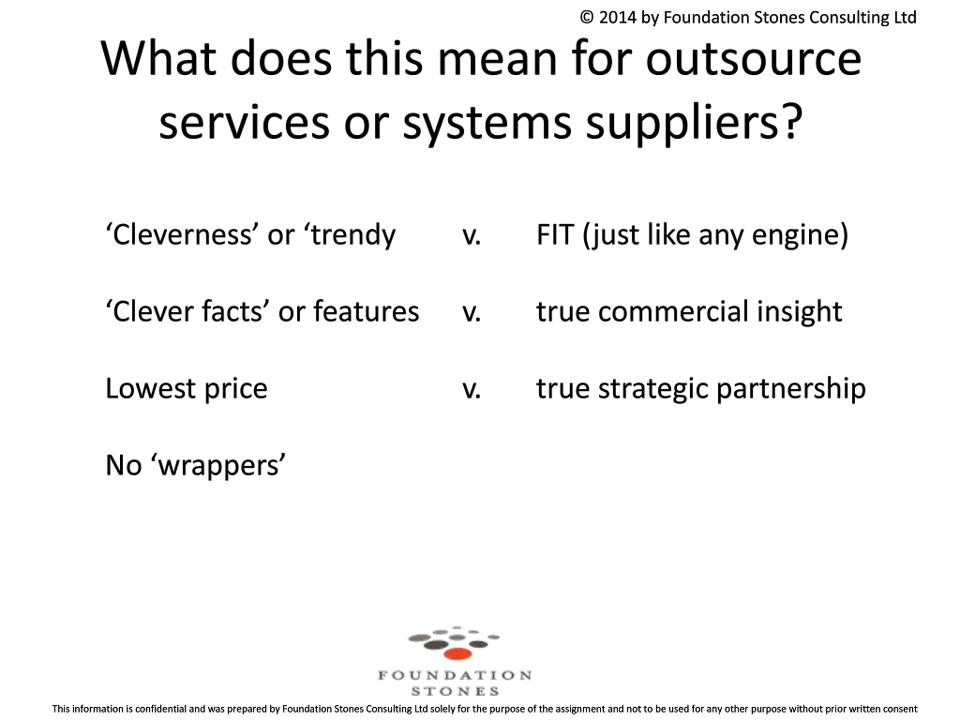 © 2014 by Foundation Stones Consulting Ltd
What does this mean for outsource
services or systems suppliers?
‘Cleverness’ or ‘trendy v. FIT (just like any engine)
‘Clever facts’ or features v. true commercial insight
Lowest price v. true strategic partnership
No ‘wrappers’
FOUNDATION
STONES
This information is confidential and was prepared by Foundation Stones Consulting Ltd solely for the purpose of the assignment and not to be used for any other purpose without prior written consent